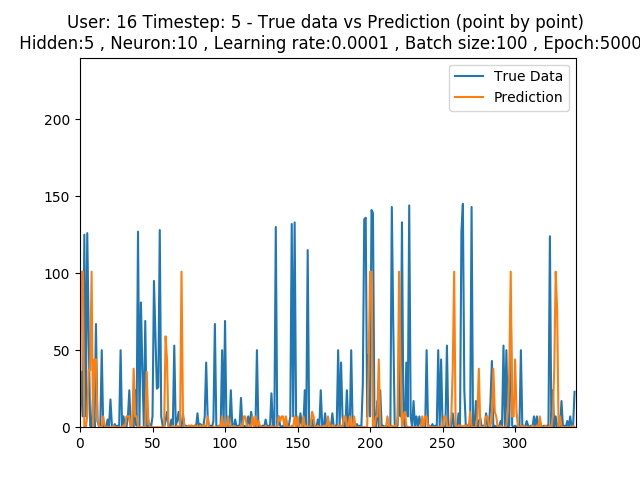 User: 16 Timestep: 5 - True data vs Prediction (point by point)
Hidden:5 , Neuron:10 , Learning rate:0.0001 , Batch size:100 , Epoch:5000
True Data
Prediction
200
150
100
50
0
0 50 100 150 200 250 300